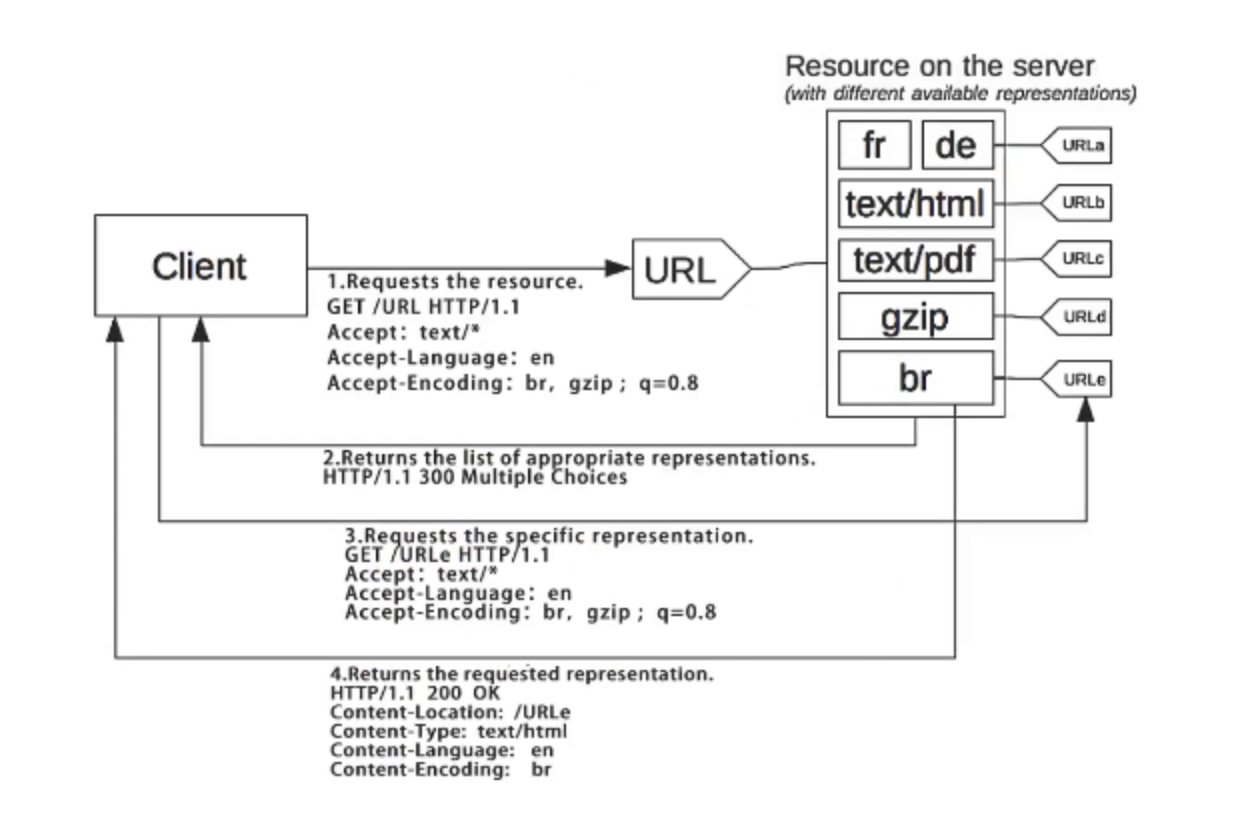 Resource on the server
(with different available representations)
fr
de
URLa
text/html
URLb
text/pdf
URLc
gzip
URLd
br
URLe
Client
URL
1.Requests the resource.
GET /URL HTTP/1.1
Accept: text/*
Accept-Language: en
Accept-Encoding: br, gzip ; q=0.8
2.Returns the list of appropriate representations.
HTTP/1.1 300 Multiple Choices
3.Requests the specific representation.
GET /URLe HTTP/1.1
Accept: text/*
Accept-Language: en
Accept-Encoding: br, gzip ; q=0.8
4.Returns the requested representation.
HTTP/1.1 200 OK
Content-Location: /URLe
Content-Type: text/html
Content-Language: en
Content-Encoding: br